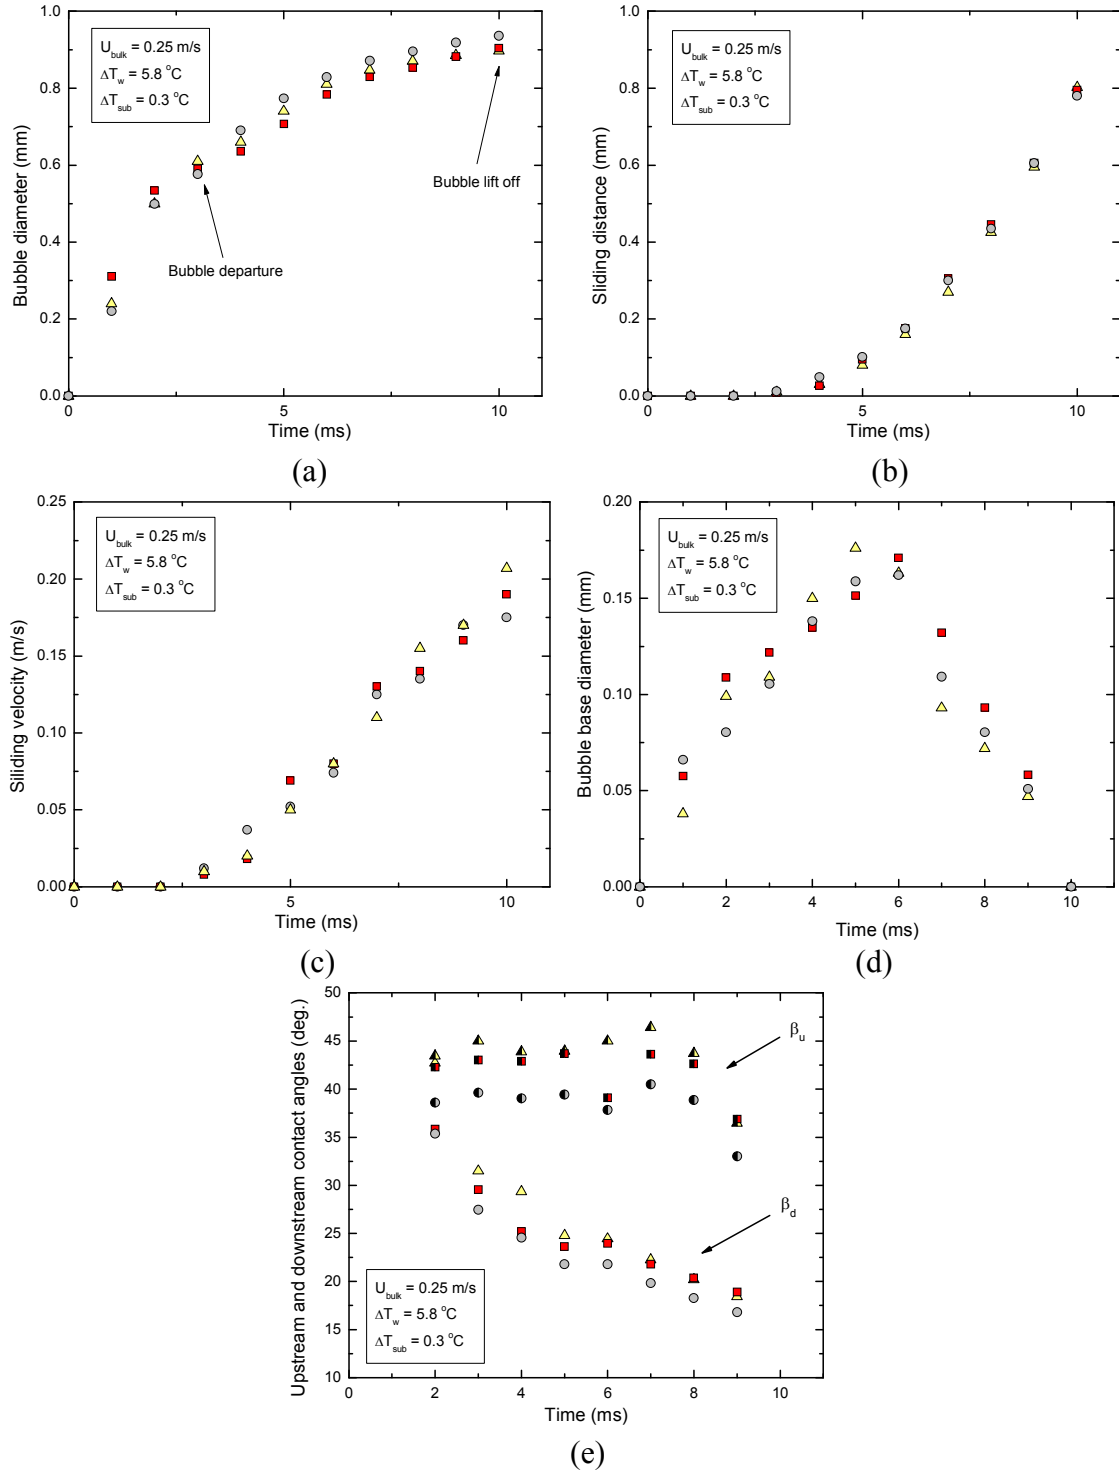 U_bulk = 0.25 m/s
ΔT_w = 5.8 °C
ΔT_sub = 0.3 °C
Bubble departure
Bubble lift off
Bubble diameter (mm)
0.0
0.2
0.4
0.6
0.8
1.0
0
5
10
Time (ms)
(a)
U_bulk = 0.25 m/s
ΔT_w = 5.8 °C
ΔT_sub = 0.3 °C
Sliding distance (mm)
0.0
0.2
0.4
0.6
0.8
1.0
0
5
10
Time (ms)
(b)
U_bulk = 0.25 m/s
ΔT_w = 5.8 °C
ΔT_sub = 0.3 °C
Siliding velocity (m/s)
0.00
0.05
0.10
0.15
0.20
0.25
0
5
10
Time (ms)
(c)
U_bulk = 0.25 m/s
ΔT_w = 5.8 °C
ΔT_sub = 0.3 °C
Bubble base diameter (mm)
0.00
0.05
0.10
0.15
0.20
0
2
4
6
8
10
Time (ms)
(d)
β_u
β_d
U_bulk = 0.25 m/s
ΔT_w = 5.8 °C
ΔT_sub = 0.3 °C
Upstream and downstream contact angles (deg.)
10
15
20
25
30
35
40
45
50
0
2
4
6
8
10
Time (ms)
(e)